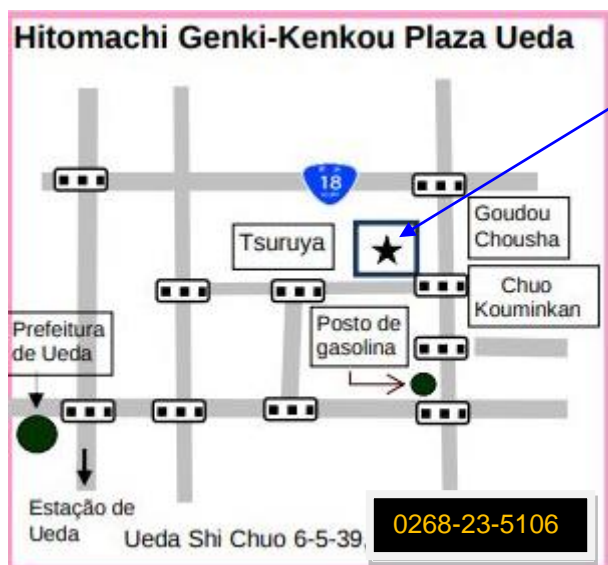 Hitomachi Genki-Kenkou Plaza Ueda
18
Goudou
Chousha
Tsuruya
Chuo
Kouminkan
Prefeitura
de Ueda
Posto de
gasolina
Estação de
Ueda
Ueda Shi Chuo 6-5-39,
0268-23-5106